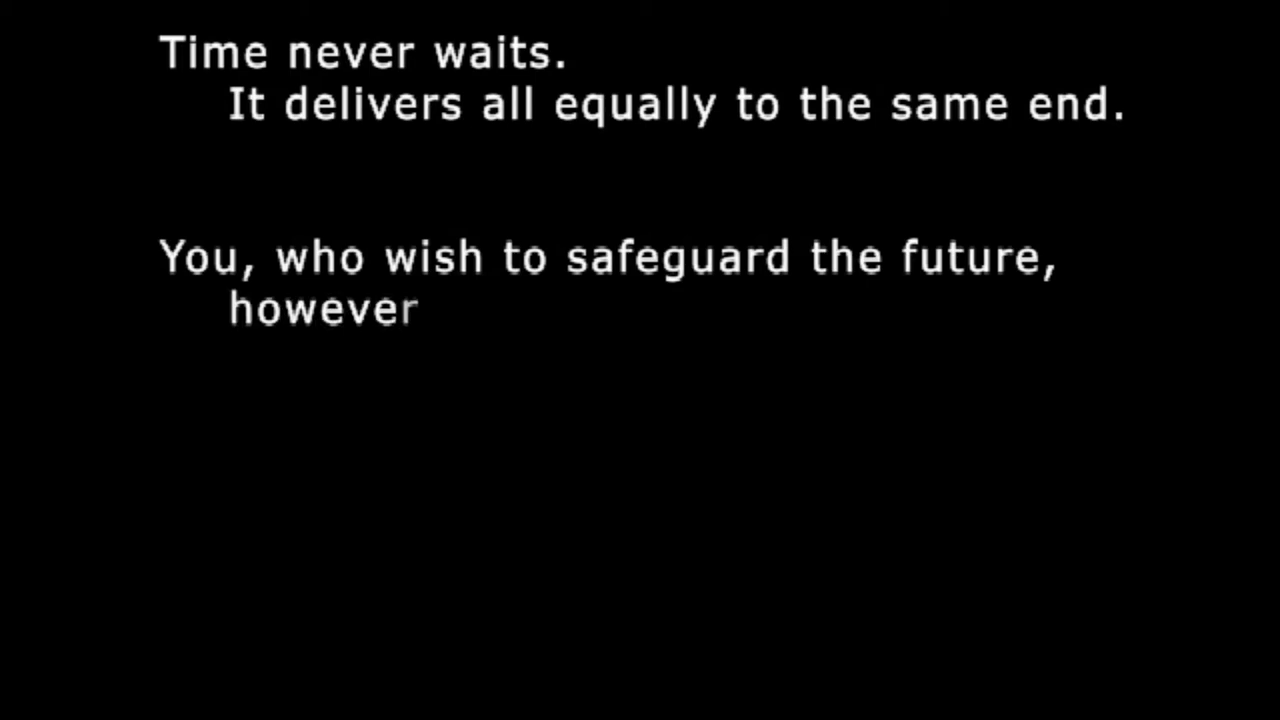 Time never waits.
It delivers all equally to the same end.
You, who wish to safeguard the future,
however